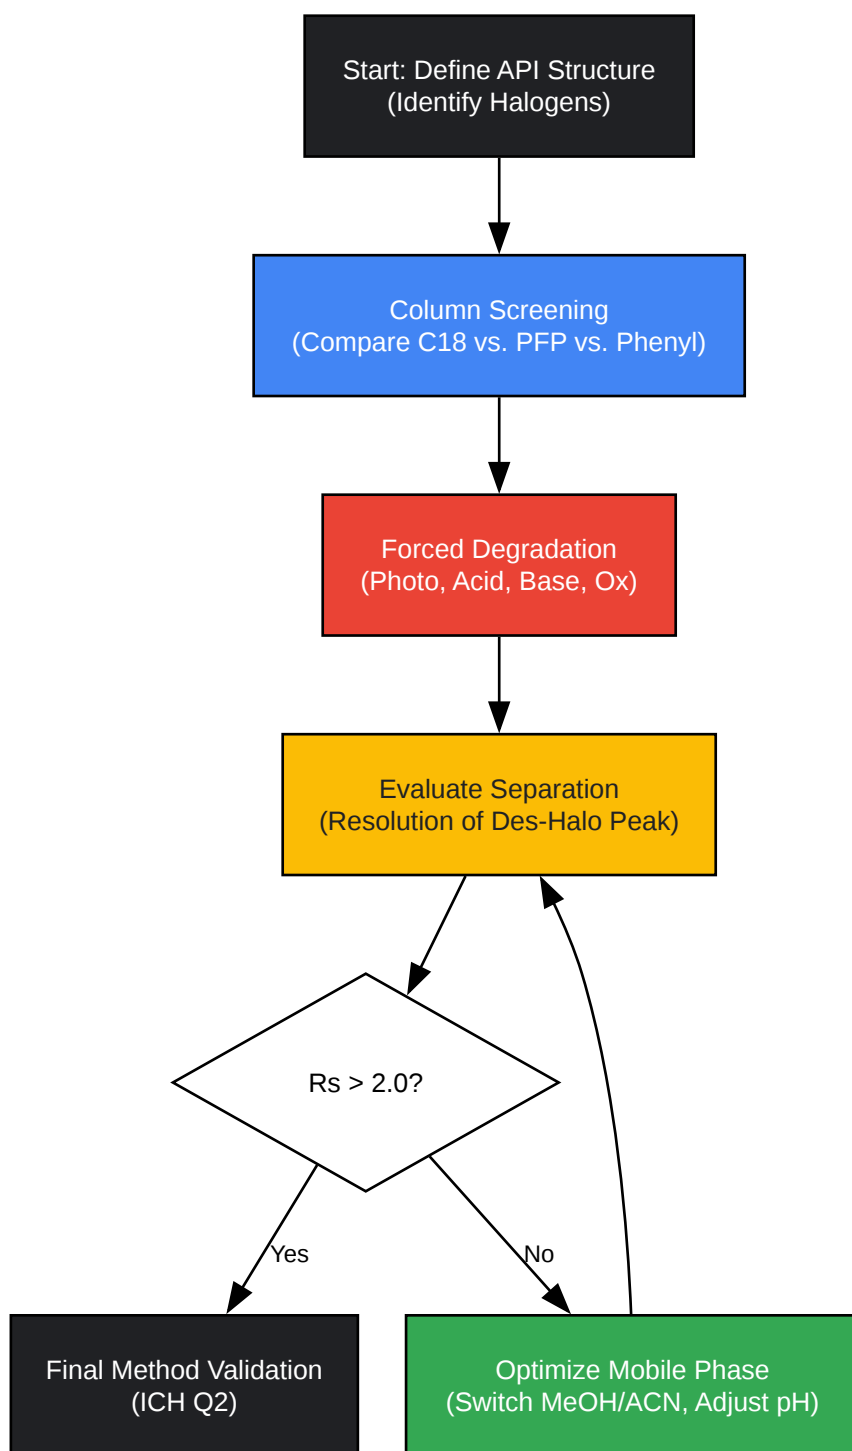 Start: Define API Structure
(Identify Halogens)
Column Screening
(Compare C18 vs. PFP vs. Phenyl)
Forced Degradation
(Photo, Acid, Base, Ox)
Evaluate Separation
(Resolution of Des-Halo Peak)
Rs > 2.0?
Yes
No
Final Method Validation
(ICH Q2)
Optimize Mobile Phase
(Switch MeOH/ACN, Adjust pH)